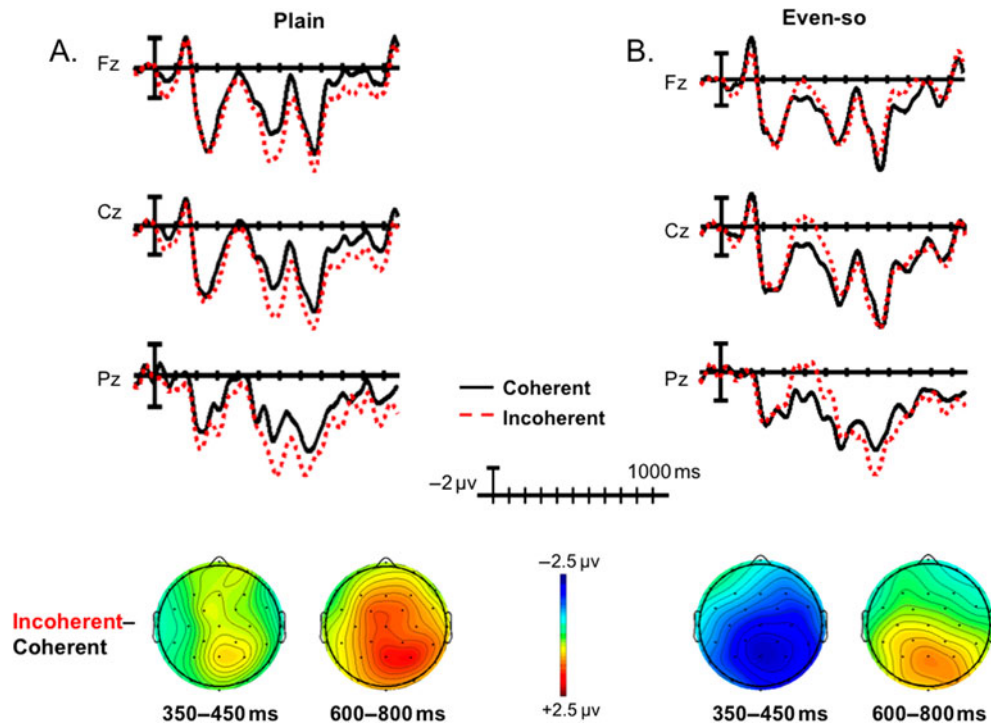 Plain
Even-so
A.
B.
Fz
Fz
Cz
Cz
Pz
Pz
Coherent
Incoherent
1000 ms
–2 μv
–2.5 μv
Incoherent–
Coherent
+2.5 μv
350–450 ms
600–800 ms
350–450 ms
600–800 ms